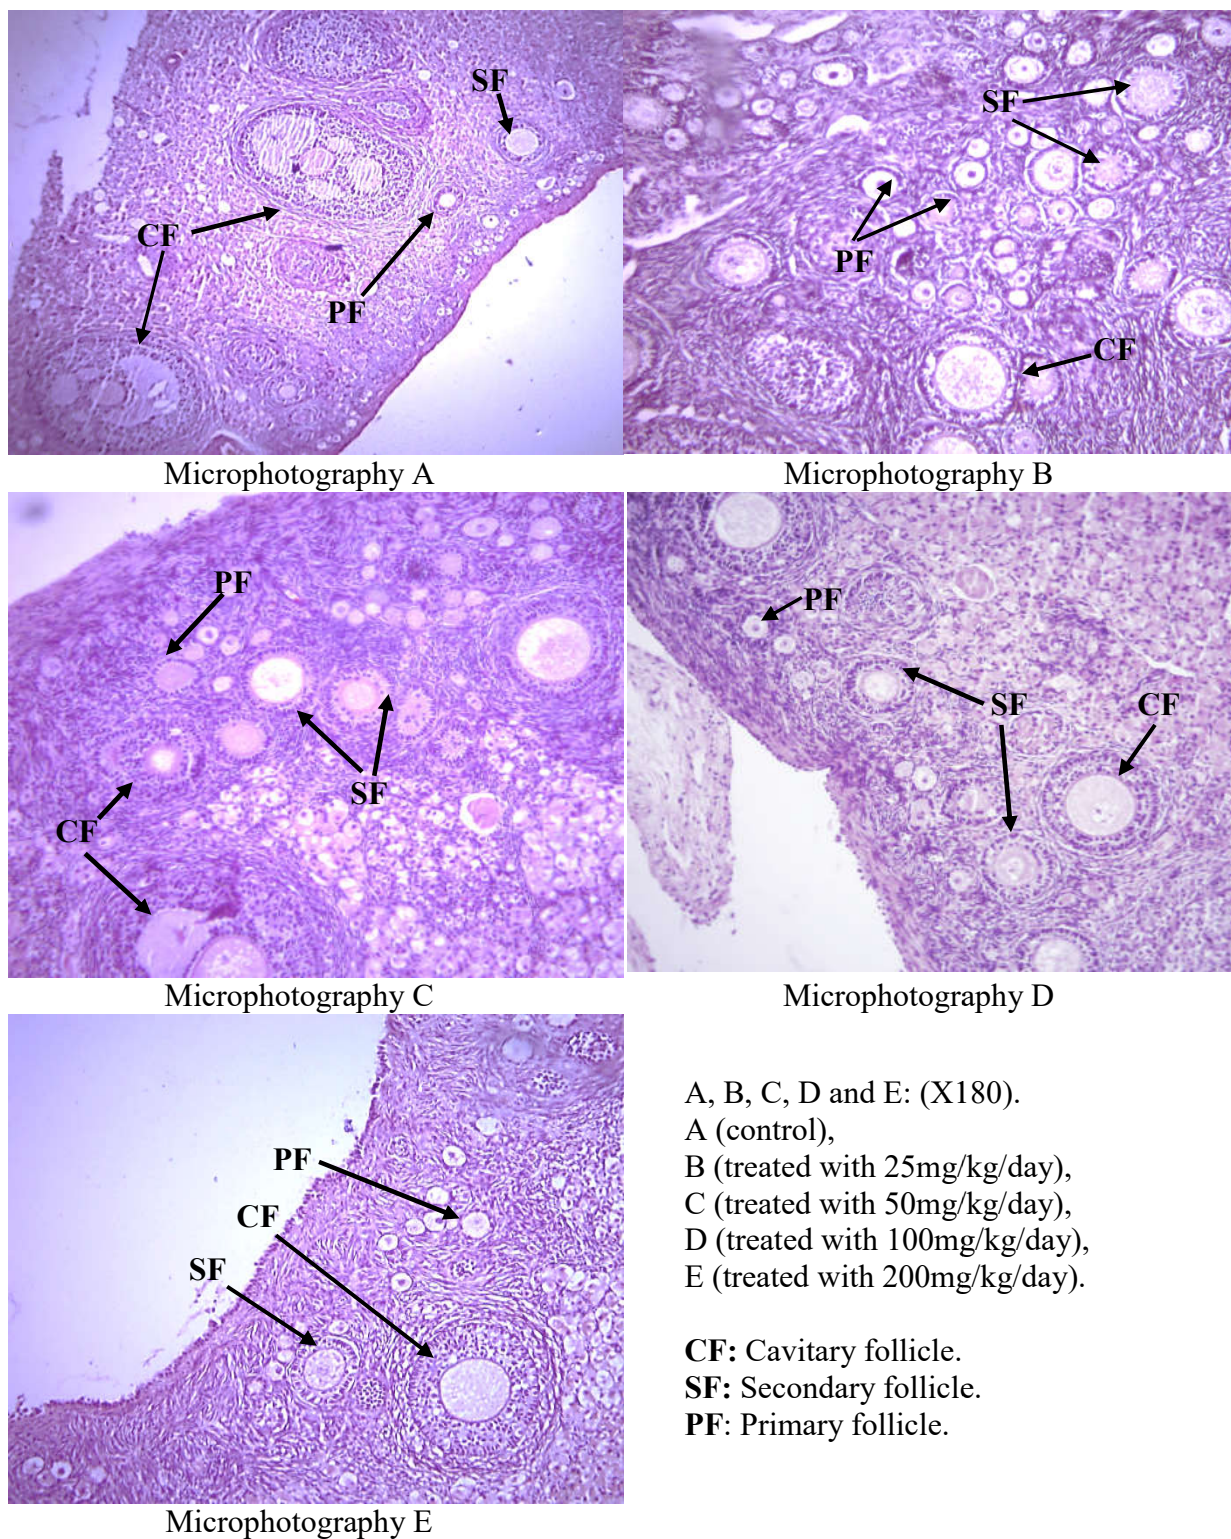 SF
CF
PF
Microphotography A
SF
PF
CF
Microphotography B
PF
SF
CF
Microphotography C
PF
SF
CF
Microphotography D
PF
CF
SF
Microphotography E
A, B, C, D and E: (X180).
A (control),
B (treated with 25mg/kg/day),
C (treated with 50mg/kg/day),
D (treated with 100mg/kg/day),
E (treated with 200mg/kg/day).
CF: Cavitary follicle.
SF: Secondary follicle.
PF: Primary follicle.